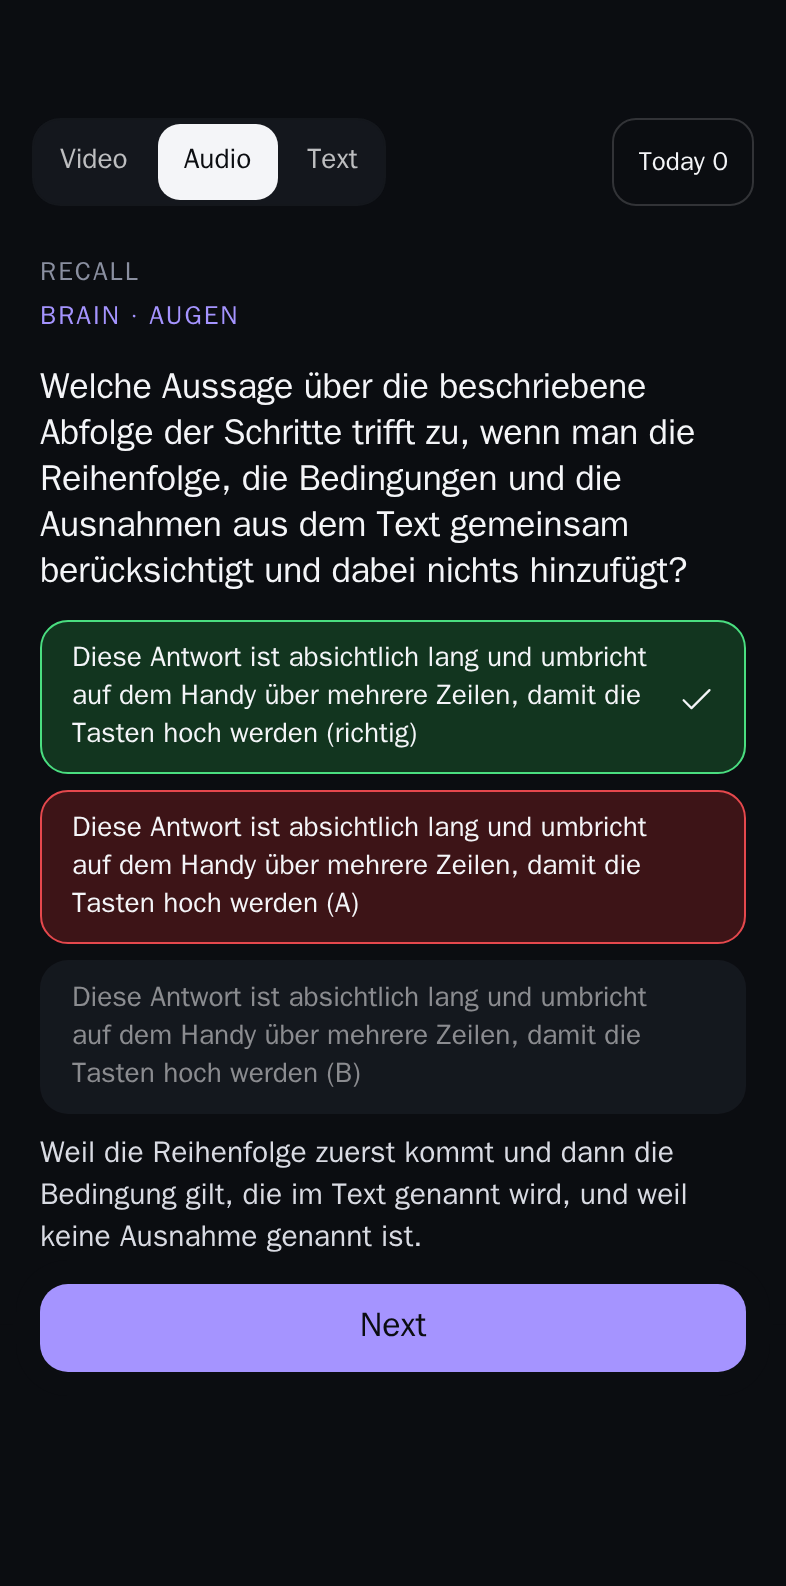 Video Audio Text Today 0
RECALL
BRAIN · AUGEN
Welche Aussage über die beschriebene
Abfolge der Schritte trifft zu, wenn man die
Reihenfolge, die Bedingungen und die
Ausnahmen aus dem Text gemeinsam
berücksichtigt und dabei nichts hinzufügt?
Diese Antwort ist absichtlich lang und umbricht
auf dem Handy über mehrere Zeilen, damit die
Tasten hoch werden (richtig)
Diese Antwort ist absichtlich lang und umbricht
auf dem Handy über mehrere Zeilen, damit die
Tasten hoch werden (A)
Diese Antwort ist absichtlich lang und umbricht
auf dem Handy über mehrere Zeilen, damit die
Tasten hoch werden (B)
Weil die Reihenfolge zuerst kommt und dann die
Bedingung gilt, die im Text genannt wird, und weil
keine Ausnahme genannt ist.
Next